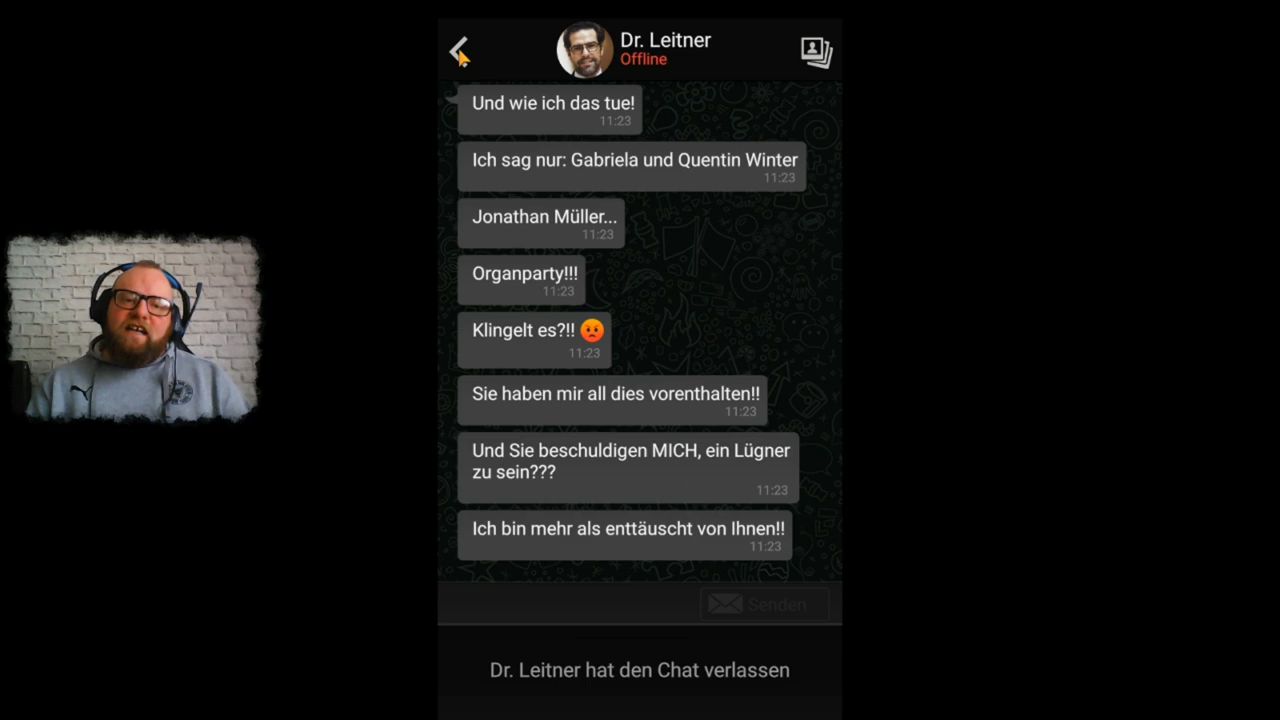 Dr. Leitner
Offline
Und wie ich das tue!
11:23
Ich sag nur: Gabriela und Quentin Winter
11:23
Jonathan Müller...
11:23
Organparty!!!
11:23
Klingelt es?!! 😡
11:23
Sie haben mir all dies vorenthalten!!
11:23
Und Sie beschuldigen MICH, ein Lügner
zu sein???
11:23
Ich bin mehr als enttäuscht von Ihnen!!
11:23
Senden
Dr. Leitner hat den Chat verlassen